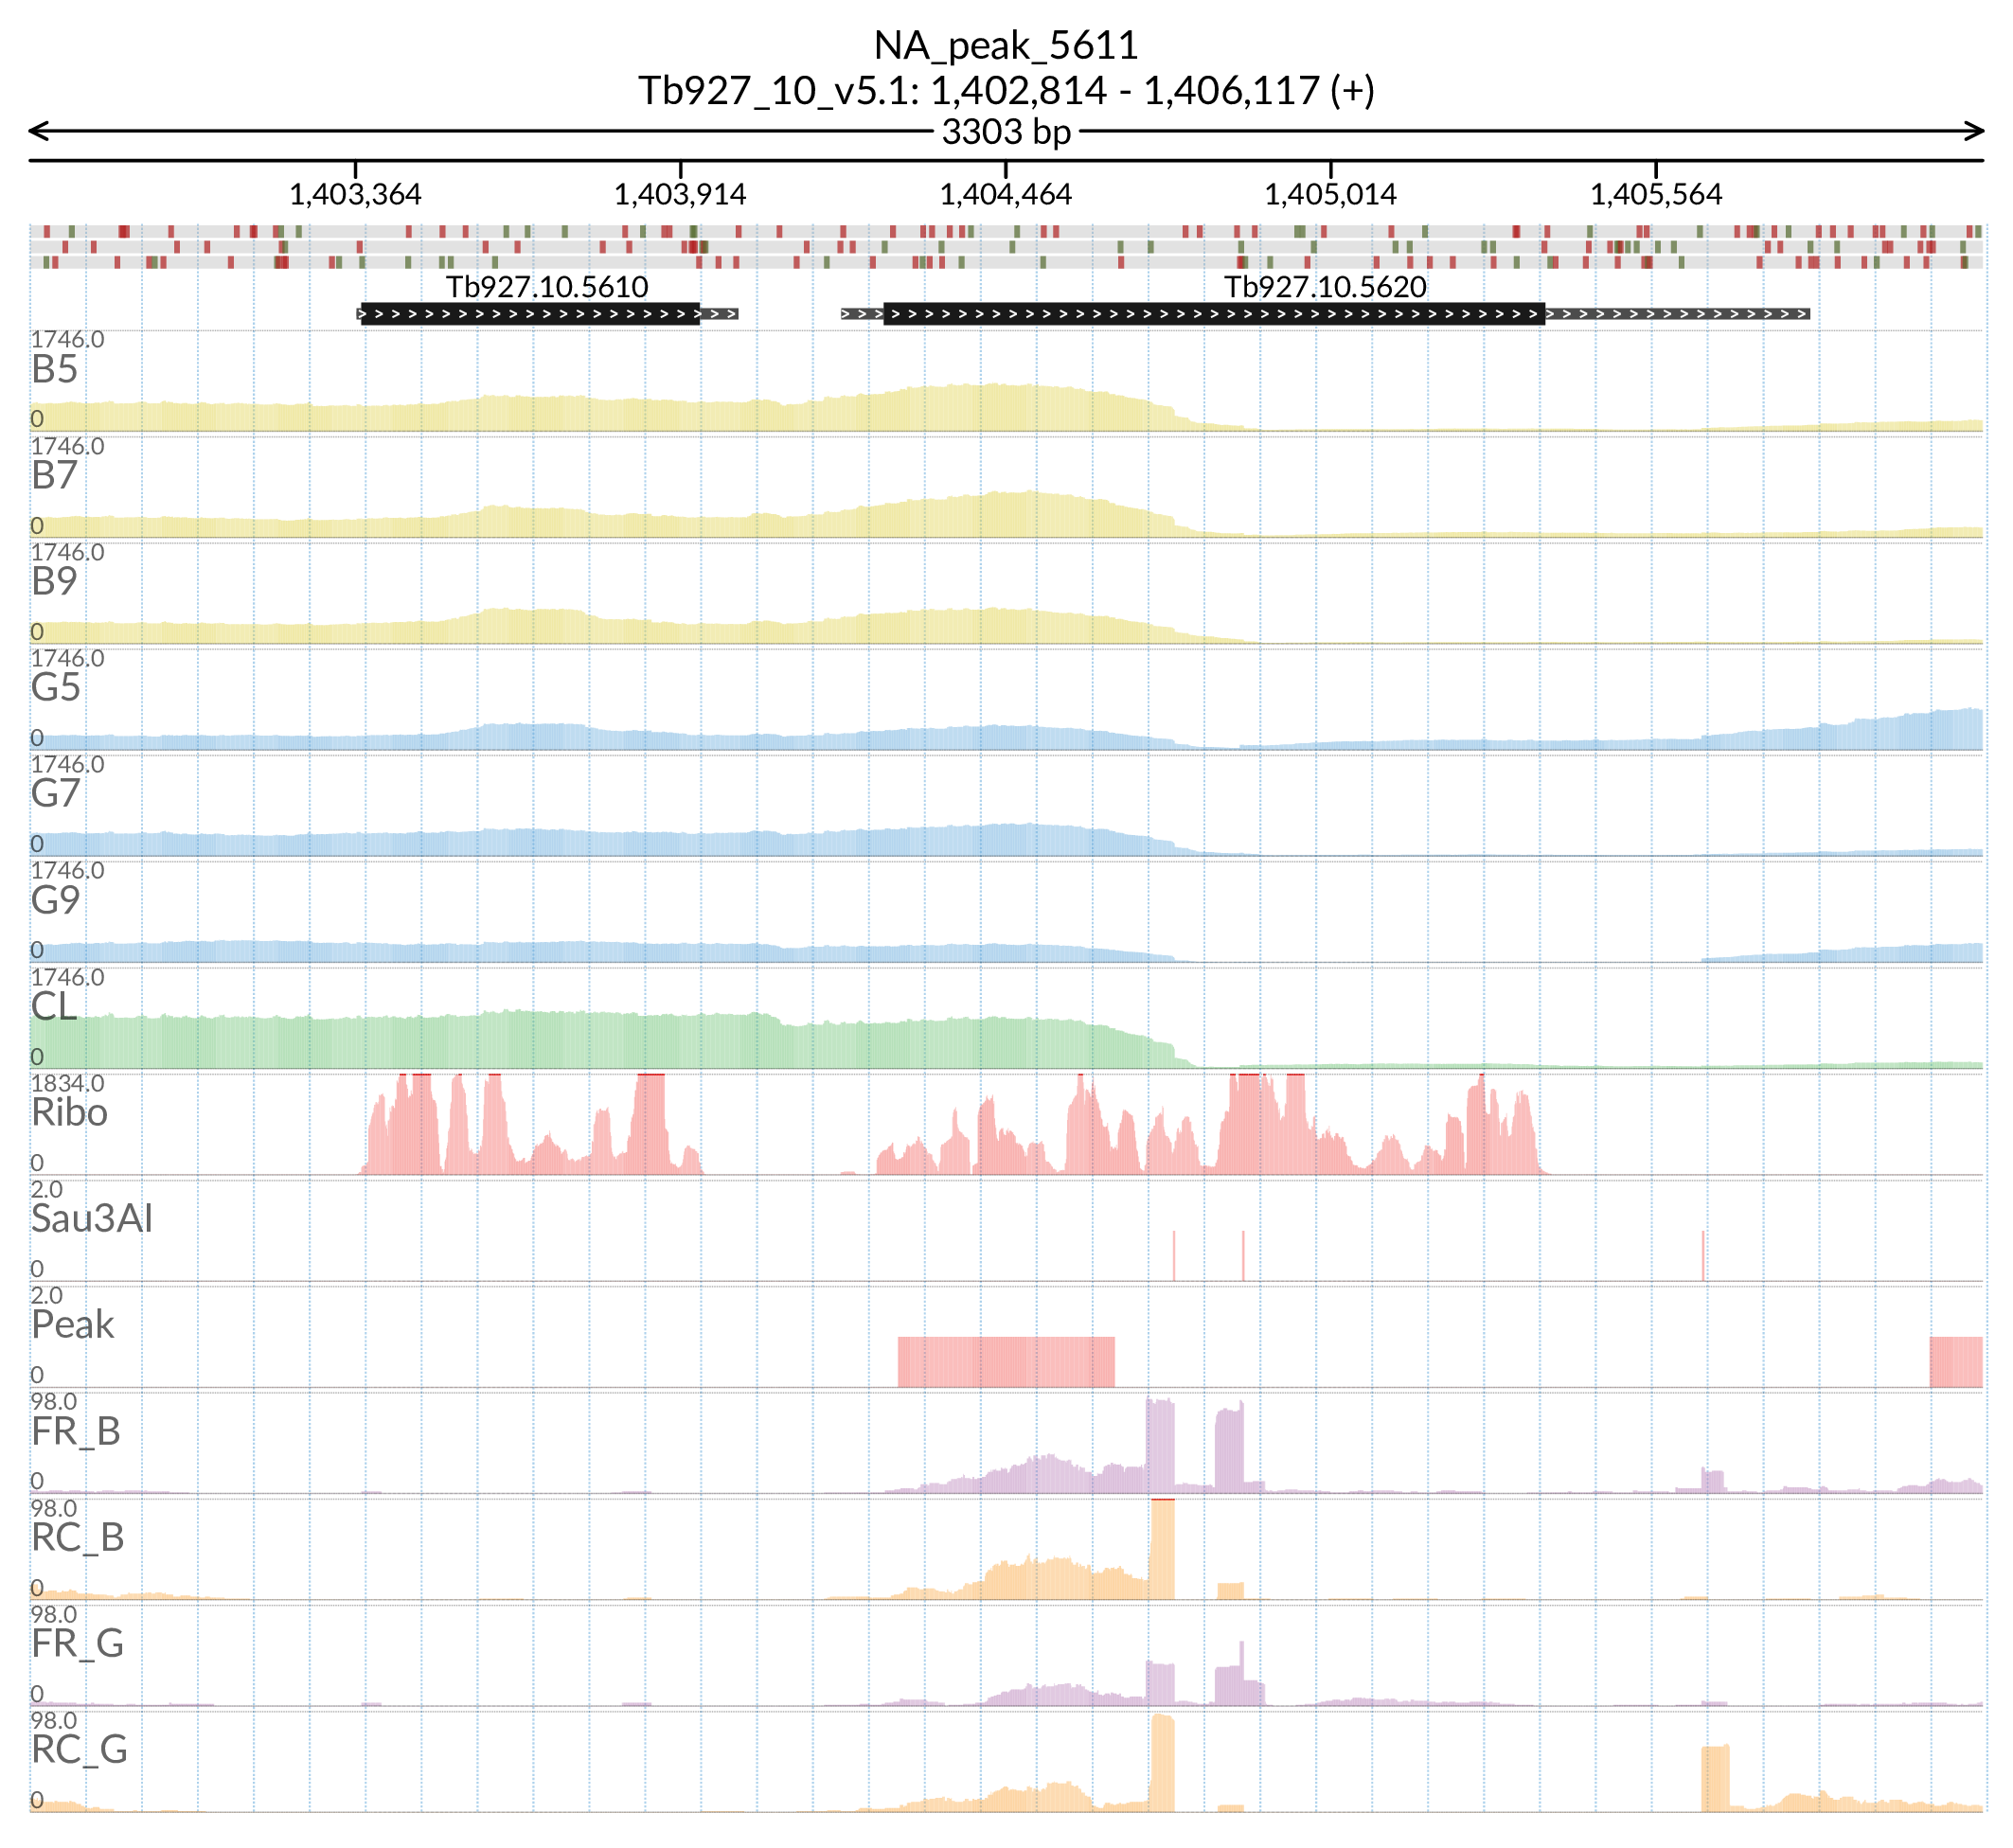 NA_peak_5611
Tb927_10_v5.1: 1,402,814 - 1,406,117 (+)
3303 bp
1,403,364 1,403,914 1,404,464 1,405,014 1,405,564
Tb927.10.5610 Tb927.10.5620
1746.0
B5
0
1746.0
B7
0
1746.0
B9
0
1746.0
G5
0
1746.0
G7
0
1746.0
G9
0
1746.0
CL
0
1834.0
Ribo
0
2.0
Sau3AI
0
2.0
Peak
0
98.0
FR_B
0
98.0
RC_B
0
98.0
FR_G
0
98.0
RC_G
0